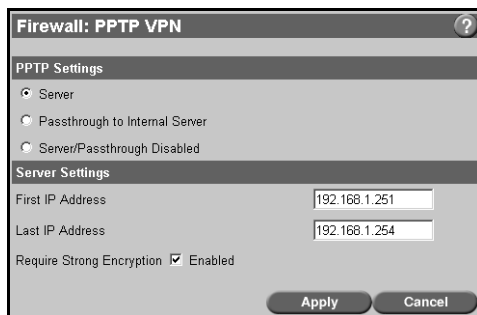 Firewall: PPTP VPN ?
PPTP Settings
Server
Passthrough to Internal Server
Server/Passthrough Disabled
Server Settings
First IP Address 192.168.1.251
Last IP Address 192.168.1.254
Require Strong Encryption Enabled
Apply Cancel